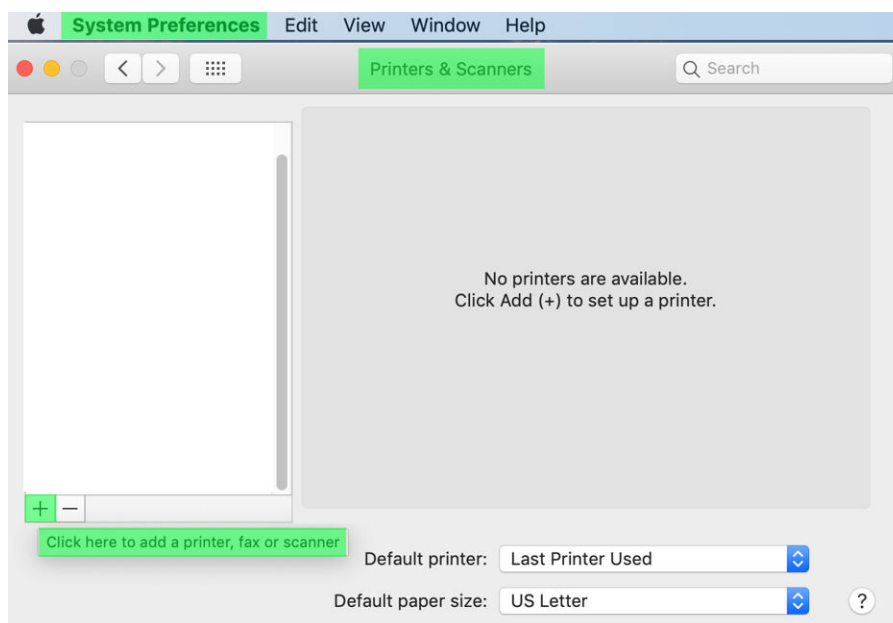 System Preferences Edit View Window Help
Printers & Scanners
Search
No printers are available.
Click Add (+) to set up a printer.
+ −
Click here to add a printer, fax or scanner
Default printer: Last Printer Used
Default paper size: US Letter
?